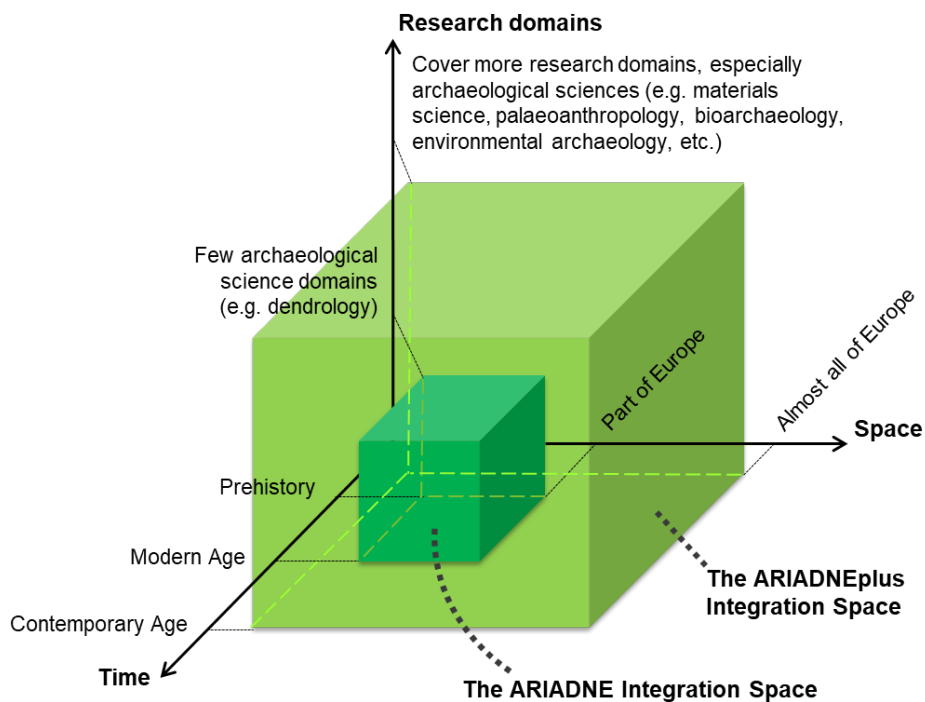 Research domains
Cover more research domains, especially
archaeological sciences (e.g. materials
science, palaeoanthropology, bioarchaeology,
environmental archaeology, etc.)
Few archaeological
science domains
(e.g. dendrology)
Part of Europe
Almost all of Europe
Space
Prehistory
Modern Age
Contemporary Age
Time
The ARIADNEplus
Integration Space
The ARIADNE Integration Space